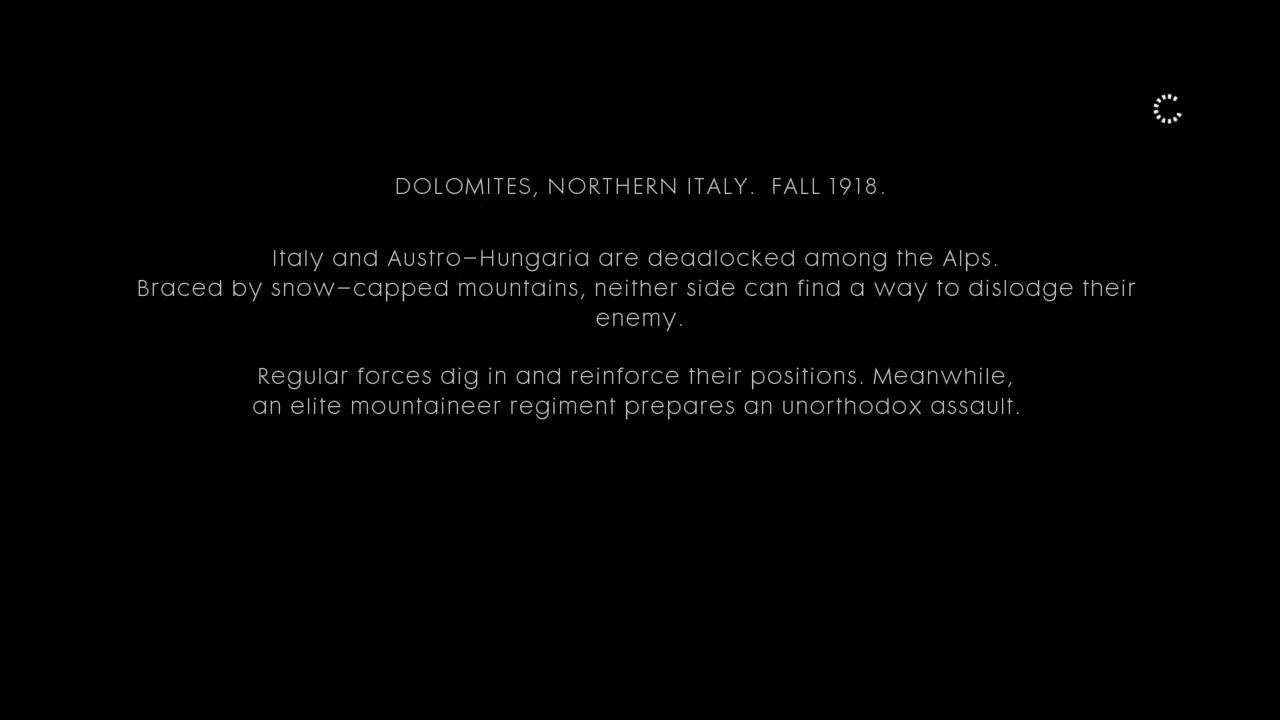 DOLOMITES, NORTHERN ITALY. FALL 1918.
Italy and Austro-Hungaria are deadlocked among the Alps.
Braced by snow-capped mountains, neither side can find a way to dislodge their
enemy.
Regular forces dig in and reinforce their positions. Meanwhile,
an elite mountaineer regiment prepares an unorthodox assault.